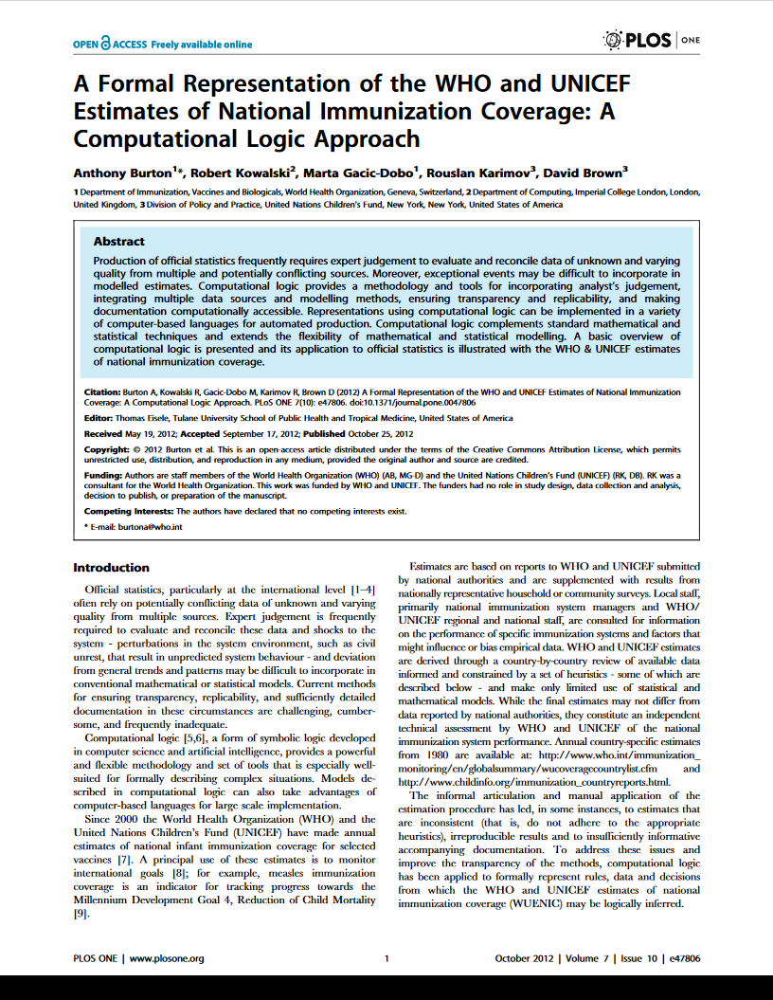 OPEN ACCESS Freely available online
PLOS ONE
A Formal Representation of the WHO and UNICEF
Estimates of National Immunization Coverage: A
Computational Logic Approach
Anthony Burton1*, Robert Kowalski2, Marta Gacic-Dobo1, Rouslan Karimov3, David Brown3
1 Department of Immunization, Vaccines and Biologicals, World Health Organization, Geneva, Switzerland, 2 Department of Computing, Imperial College London, London,
United Kingdom, 3 Division of Policy and Practice, United Nations Children's Fund, New York, New York, United States of America
Abstract
Production of official statistics frequently requires expert judgement to evaluate and reconcile data of unknown and varying
quality from multiple and potentially conflicting sources. Moreover, exceptional events may be difficult to incorporate in
modelled estimates. Computational logic provides a methodology and tools for incorporating analyst's judgement,
integrating multiple data sources and modelling methods, ensuring transparency and replicability, and making
documentation computationally accessible. Representations using computational logic can be implemented in a variety
of computer-based languages for automated production. Computational logic complements standard mathematical and
statistical techniques and extends the flexibility of mathematical and statistical modelling. A basic overview of
computational logic is presented and its application to official statistics is illustrated with the WHO & UNICEF estimates
of national immunization coverage.
Citation: Burton A, Kowalski R, Gacic-Dobo M, Karimov R, Brown D (2012) A Formal Representation of the WHO and UNICEF Estimates of National Immunization
Coverage: A Computational Logic Approach. PLoS ONE 7(10): e47806. doi:10.1371/journal.pone.0047806
Editor: Thomas Eisele, Tulane University School of Public Health and Tropical Medicine, United States of America
Received May 19, 2012; Accepted September 17, 2012; Published October 25, 2012
Copyright: © 2012 Burton et al. This is an open-access article distributed under the terms of the Creative Commons Attribution License, which permits
unrestricted use, distribution, and reproduction in any medium, provided the original author and source are credited.
Funding: Authors are staff members of the World Health Organization (WHO) (AB, MG-D) and the United Nations Children's Fund (UNICEF) (RK, DB). RK was a
consultant for the World Health Organization. This work was funded by WHO and UNICEF. The funders had no role in study design, data collection and analysis,
decision to publish, or preparation of the manuscript.
Competing Interests: The authors have declared that no competing interests exist.
* E-mail: burtona@who.int
Introduction
Official statistics, particularly at the international level [1–4]
often rely on potentially conflicting data of unknown and varying
quality from multiple sources. Expert judgement is frequently
required to evaluate and reconcile these data and shocks to the
system - perturbations in the system environment, such as civil
unrest, that result in unpredicted system behaviour - and deviation
from general trends and patterns may be difficult to incorporate in
conventional mathematical or statistical models. Current methods
for ensuring transparency, replicability, and sufficiently detailed
documentation in these circumstances are challenging, cumber-
some, and frequently inadequate.
Computational logic [5,6], a form of symbolic logic developed
in computer science and artificial intelligence, provides a powerful
and flexible methodology and set of tools that is especially well-
suited for formally describing complex situations. Models de-
scribed in computational logic can also take advantages of
computer-based languages for large scale implementation.
Since 2000 the World Health Organization (WHO) and the
United Nations Children's Fund (UNICEF) have made annual
estimates of national infant immunization coverage for selected
vaccines [7]. A principal use of these estimates is to monitor
international goals [8]; for example, measles immunization
coverage is an indicator for tracking progress towards the
Millennium Development Goal 4, Reduction of Child Mortality
[9].
Estimates are based on reports to WHO and UNICEF submitted
by national authorities and are supplemented with results from
nationally representative household or community surveys. Local staff,
primarily national immunization system managers and WHO/
UNICEF regional and national staff, are consulted for information
on the performance of specific immunization systems and factors that
might influence or bias empirical data. WHO and UNICEF estimates
are derived through a country-by-country review of available data
informed and constrained by a set of heuristics - some of which are
described below - and make only limited use of statistical and
mathematical models. While the final estimates may not differ from
data reported by national authorities, they constitute an independent
technical assessment by WHO and UNICEF of the national
immunization system performance. Annual country-specific estimates
from 1980 are available at: http://www.who.int/immunization_
monitoring/en/globalsummary/wucoveragecountrylist.cfm and
http://www.childinfo.org/immunization_countryreports.html.
The informal articulation and manual application of the
estimation procedure has led, in some instances, to estimates that
are inconsistent (that is, do not adhere to the appropriate
heuristics), irreproducible results and to insufficiently informative
accompanying documentation. To address these issues and
improve the transparency of the methods, computational logic
has been applied to formally represent rules, data and decisions
from which the WHO and UNICEF estimates of national
immunization coverage (WUENIC) may be logically inferred.
PLOS ONE | www.plosone.org
1
October 2012 | Volume 7 | Issue 10 | e47806